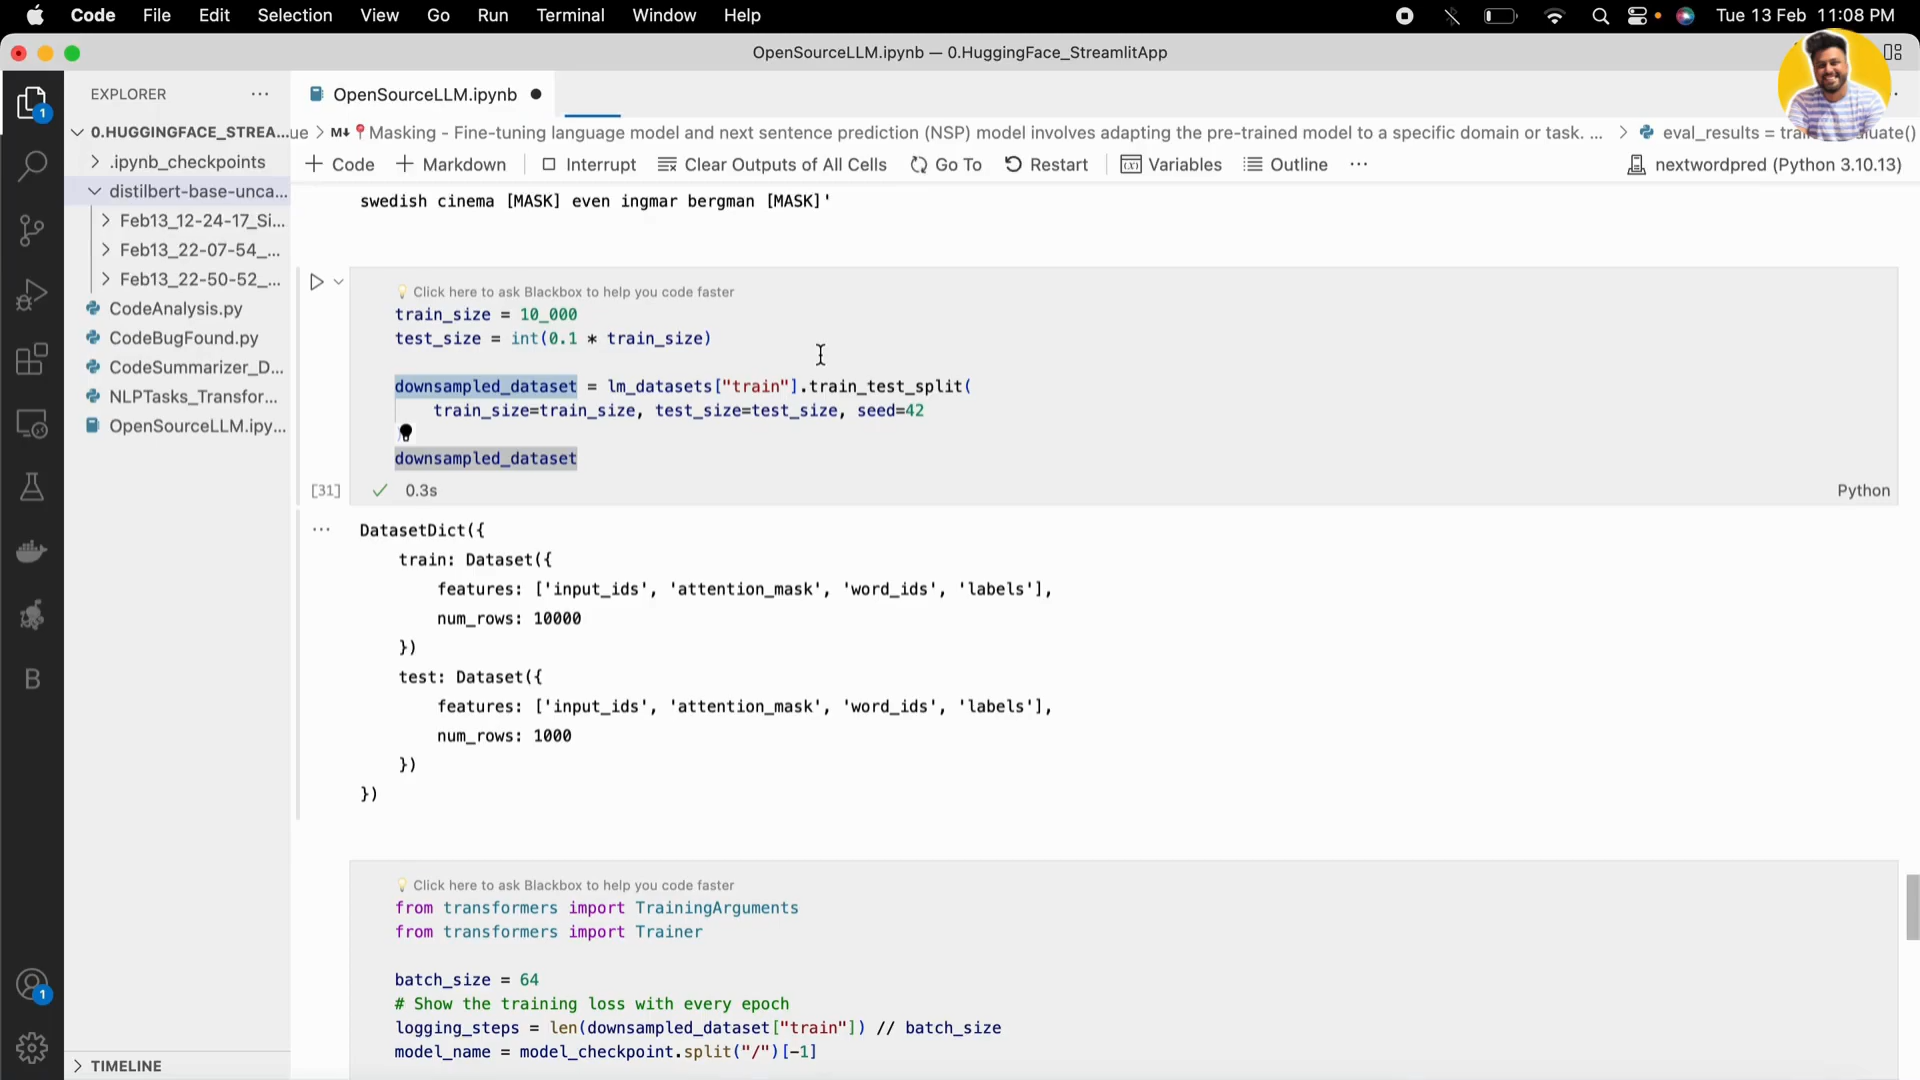 Code File Edit Selection View Go Run Terminal Window Help Tue 13 Feb 11:08 PM
OpenSourceLLM.ipynb — 0.HuggingFace_StreamlitApp
EXPLORER ...
OpenSourceLLM.ipynb
0.HUGGINGFACE_STREA...
ue > M↓ 📍Masking - Fine-tuning language model and next sentence prediction (NSP) model involves adapting the pre-trained model to a specific domain or task. ... > eval_results =
+ Code + Markdown Interrupt Clear Outputs of All Cells Go To Restart Variables Outline ... nextwordpred (Python 3.10.13)
.ipynb_checkpoints
distilbert-base-unca...
Feb13_12-24-17_Si...
Feb13_22-07-54_...
Feb13_22-50-52_...
CodeAnalysis.py
CodeBugFound.py
CodeSummarizer_D...
NLPTasks_Transfor...
OpenSourceLLM.ipy...
1
B
1
TIMELINE
swedish cinema [MASK] even ingmar bergman [MASK]'
💡 Click here to ask Blackbox to help you code faster
train_size = 10_000
test_size = int(0.1 * train_size)
downsampled_dataset = lm_datasets["train"].train_test_split(
train_size=train_size, test_size=test_size, seed=42
downsampled_dataset
[31] ✓ 0.3s Python
... DatasetDict({
train: Dataset({
features: ['input_ids', 'attention_mask', 'word_ids', 'labels'],
num_rows: 10000
})
test: Dataset({
features: ['input_ids', 'attention_mask', 'word_ids', 'labels'],
num_rows: 1000
})
})
💡 Click here to ask Blackbox to help you code faster
from transformers import TrainingArguments
from transformers import Trainer
batch_size = 64
# Show the training loss with every epoch
logging_steps = len(downsampled_dataset["train"]) // batch_size
model_name = model_checkpoint.split("/")[-1]